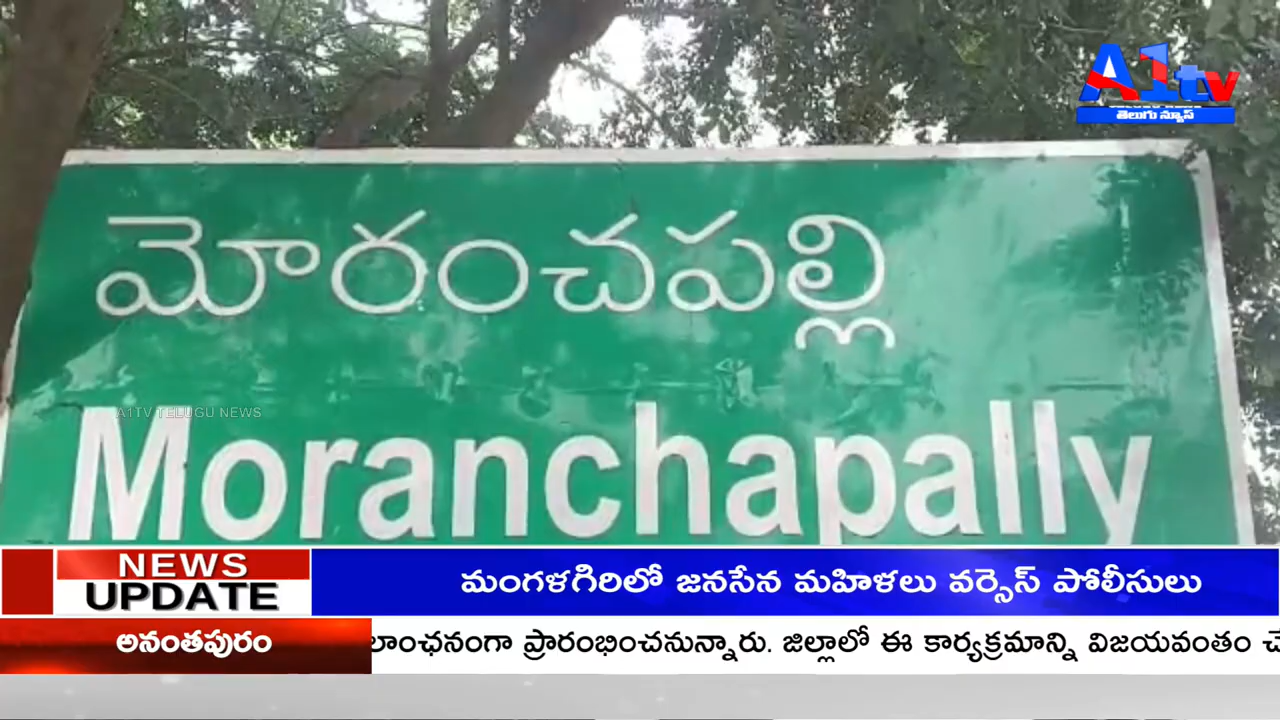 A1tv
తెలుగు న్యూస్
మోరంచపల్లి
A1TV TELUGU NEWS
Moranchapally
NEWS
UPDATE
మంగళగిరిలో జనసేన మహిళలు వర్సెస్ పోలీసులు
అనంతపురం
లాంఛనంగా ప్రారంభించనున్నారు. జిల్లాలో ఈ కార్యక్రమాన్ని విజయవంతం